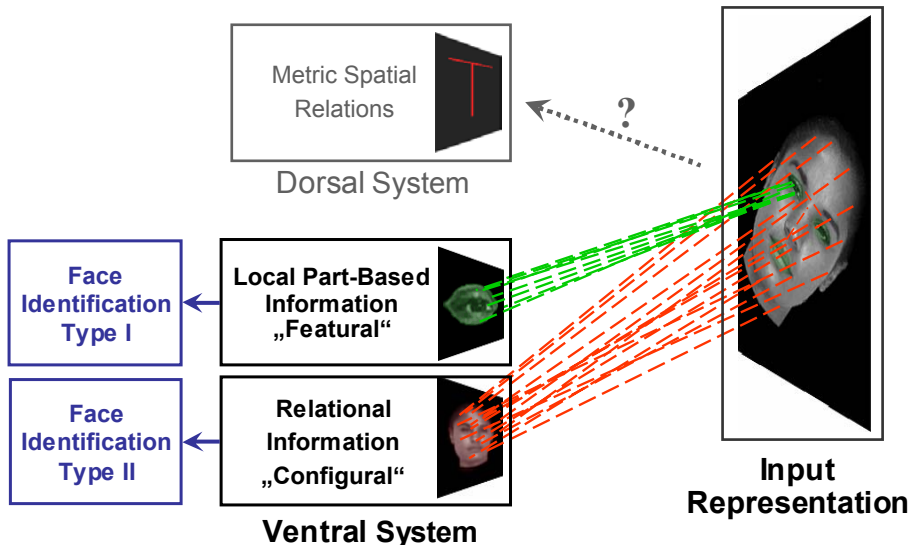 Metric Spatial
Relations
?
Dorsal System
Face
Identification
Type I
Local Part-Based
Information
„Featural“
Face
Identification
Type II
Relational
Information
„Configural“
Ventral System
Input
Representation